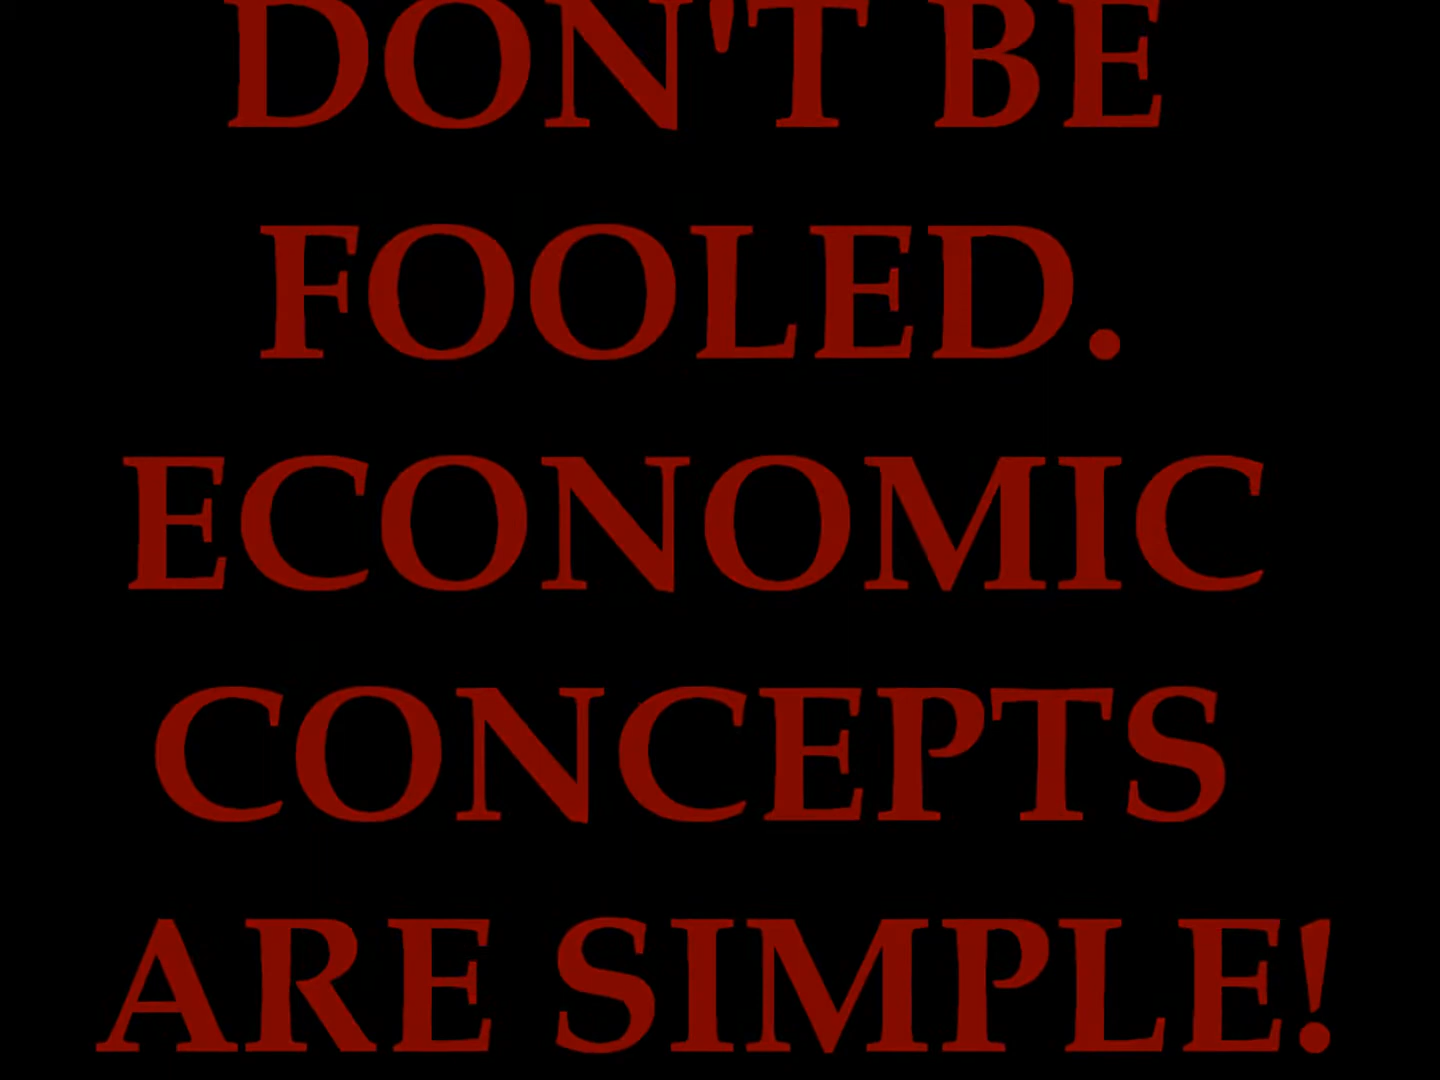 DON'T BE
FOOLED.
ECONOMIC
CONCEPTS
ARE SIMPLE!